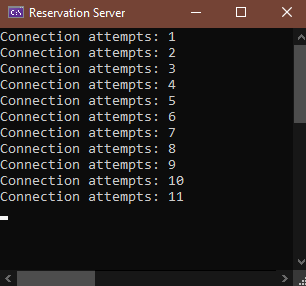 Reservation Server
Connection attempts: 1
Connection attempts: 2
Connection attempts: 3
Connection attempts: 4
Connection attempts: 5
Connection attempts: 6
Connection attempts: 7
Connection attempts: 8
Connection attempts: 9
Connection attempts: 10
Connection attempts: 11